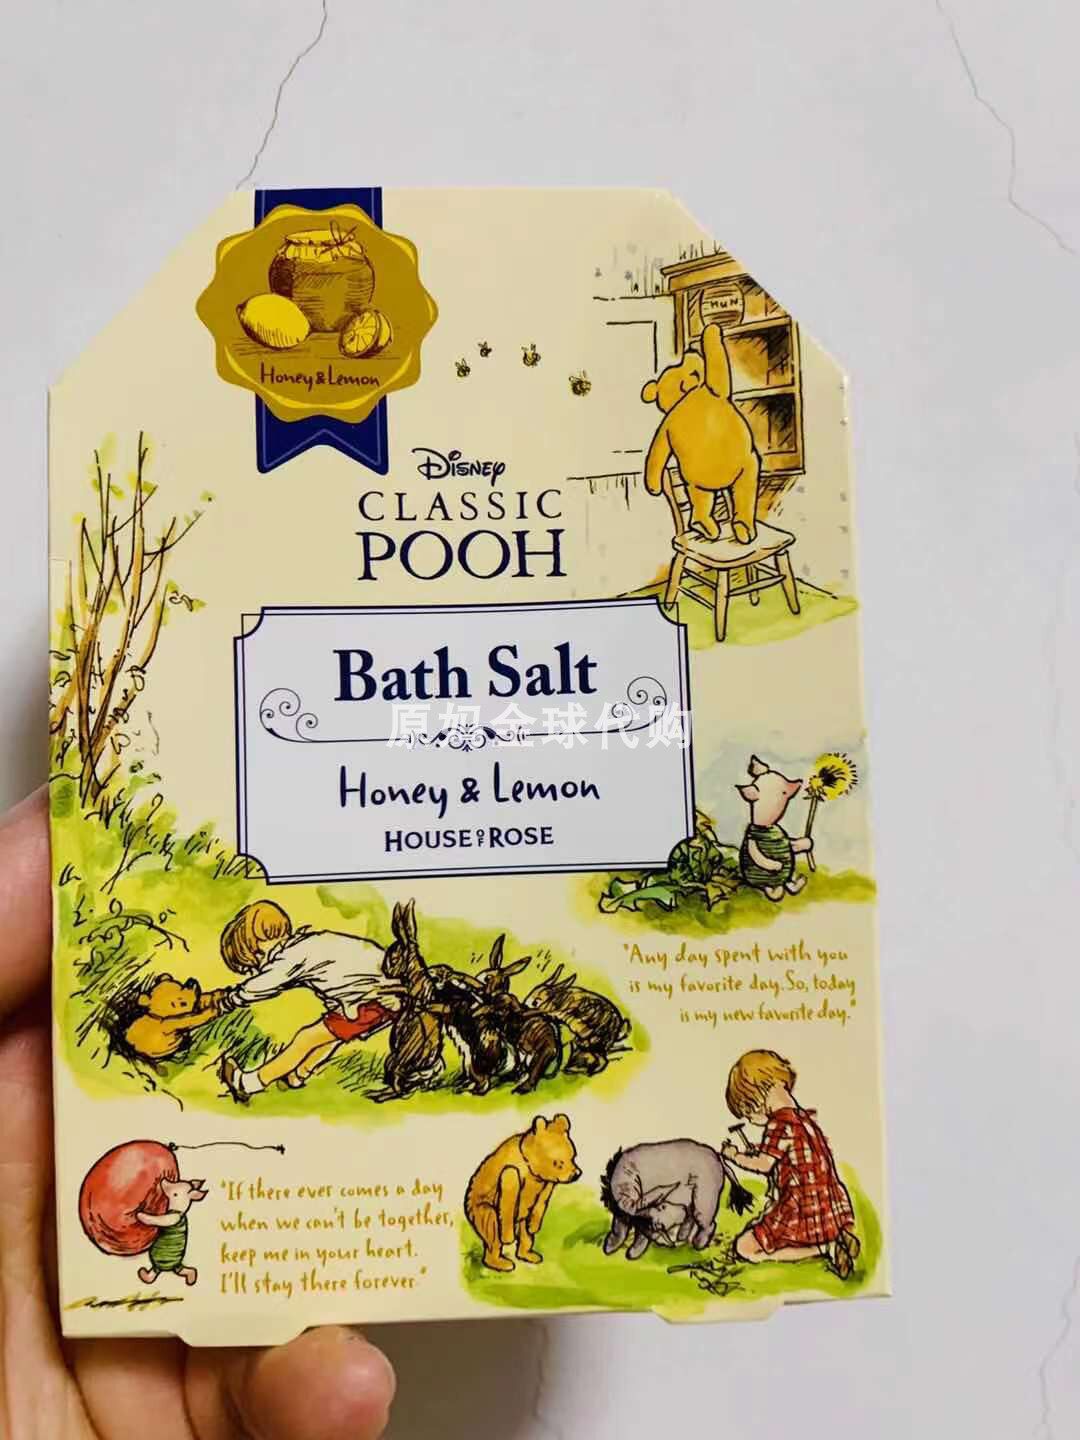 HUN
Honey & Lemon
Disney
CLASSIC
POOH
Bath Salt
原妈全球代购
Honey & Lemon
HOUSE OF ROSE
"Any day spent with you
is my favorite day. So, today
is my new favorite day."
"If there ever comes a day
when we can't be together,
keep me in your heart.
I'll stay there forever."